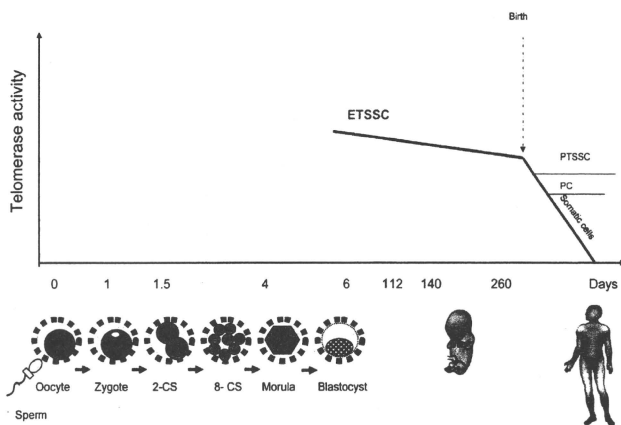 Birth
Telomerase activity
ETSSC
PTSSC
PC
Somatic cells
0 1 1.5 4 6 112 140 260 Days
Oocyte Zygote 2-CS 8- CS Morula Blastocyst
Sperm